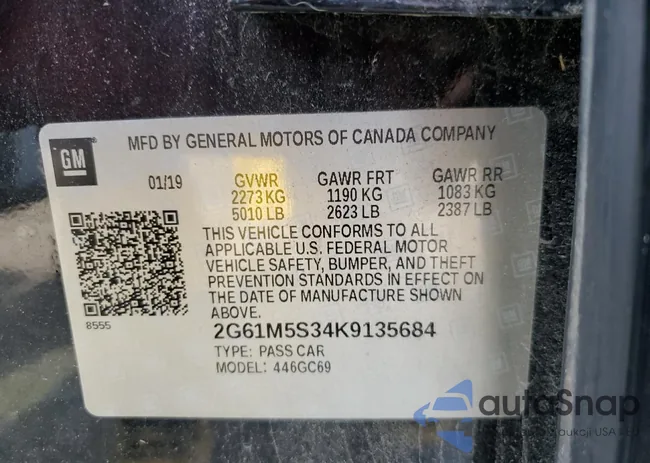 GM
MFD BY GENERAL MOTORS OF CANADA COMPANY
01/19 GVWR GAWR FRT GAWR RR
2273 KG 1190 KG 1083 KG
5010 LB 2623 LB 2387 LB
THIS VEHICLE CONFORMS TO ALL
APPLICABLE U.S. FEDERAL MOTOR
VEHICLE SAFETY, BUMPER, AND THEFT
PREVENTION STANDARDS IN EFFECT ON
THE DATE OF MANUFACTURE SHOWN
ABOVE.
8555
2G61M5S34K9135684
TYPE: PASS CAR
MODEL: 446GC69
autoSnap
aukcji USA